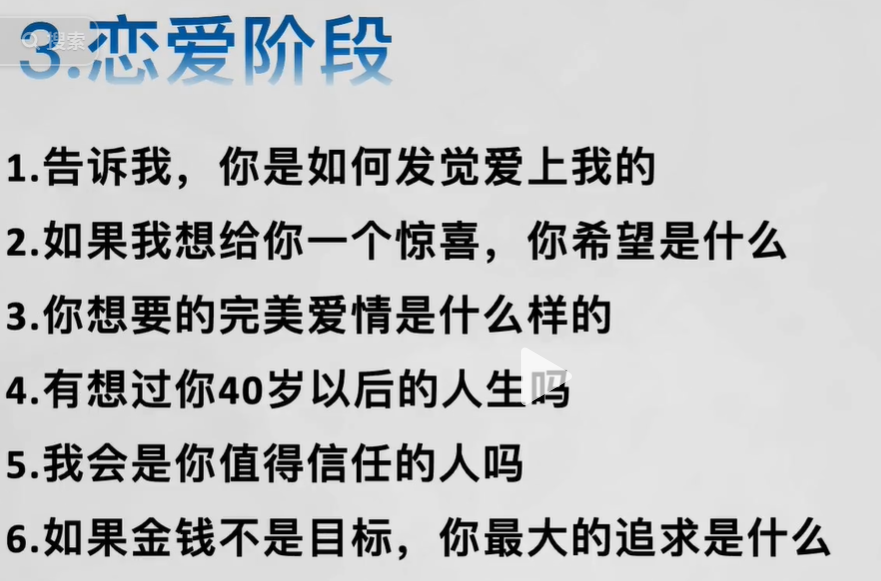 3.恋爱阶段
搜索
1.告诉我，你是如何发觉爱上我的
2.如果我想给你一个惊喜，你希望是什么
3.你想要的完美爱情是什么样的
4.有想过你40岁以后的人生吗
5.我会是你值得信任的人吗
6.如果金钱不是目标，你最大的追求是什么